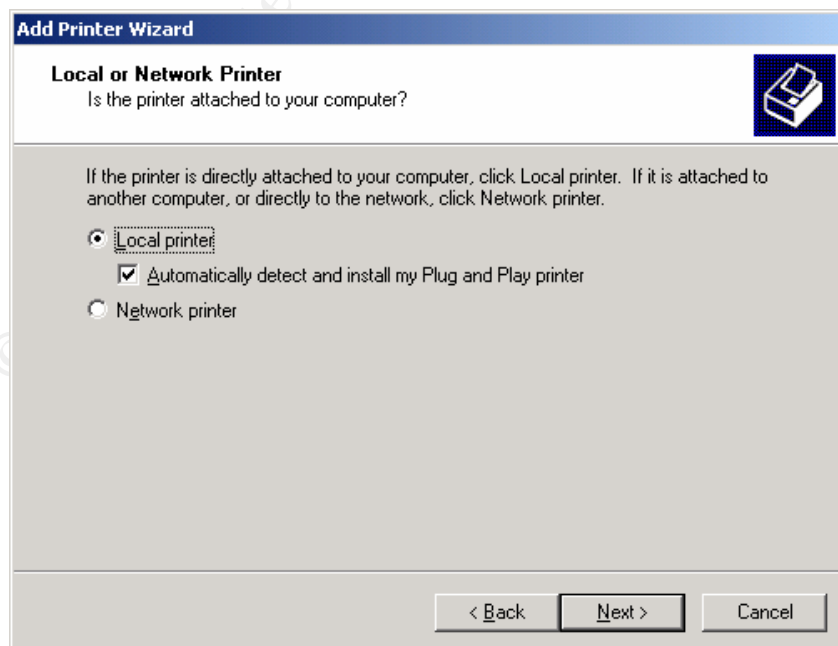 Add Printer Wizard
Local or Network Printer
Is the printer attached to your computer?
If the printer is directly attached to your computer, click Local printer. If it is attached to
another computer, or directly to the network, click Network printer.
Local printer
Automatically detect and install my Plug and Play printer
Network printer
< Back
Next >
Cancel